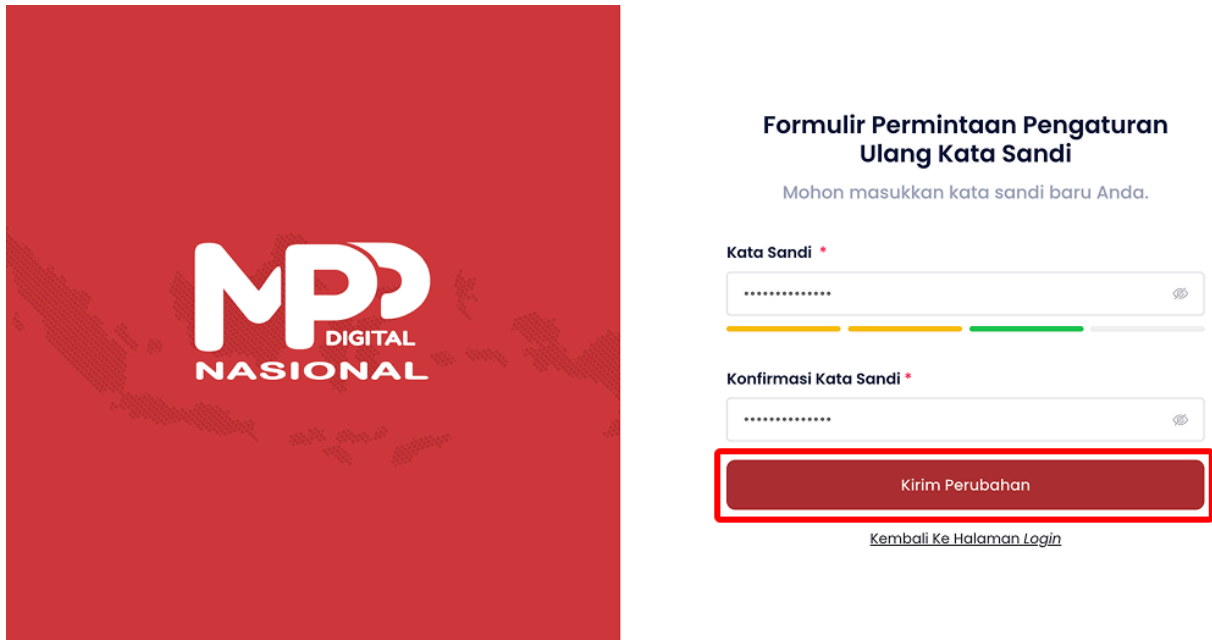 MPP
DIGITAL
NASIONAL
Formulir Permintaan Pengaturan
Ulang Kata Sandi
Mohon masukkan kata sandi baru Anda.
Kata Sandi *
••••••••••••••
Konfirmasi Kata Sandi *
••••••••••••••
Kirim Perubahan
Kembali Ke Halaman Login